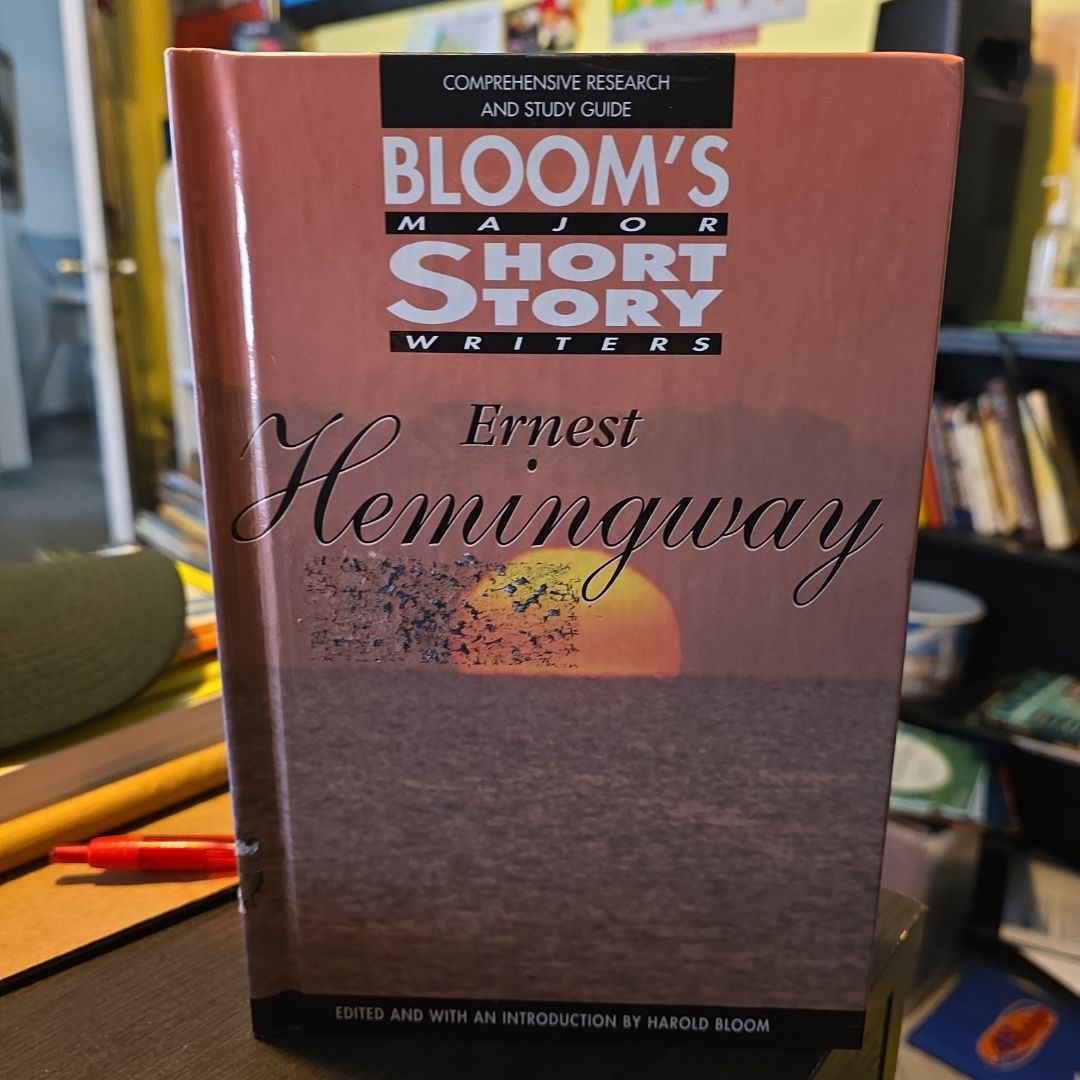 COMPREHENSIVE RESEARCH
AND STUDY GUIDE
BLOOM'S
MAJOR
SHORT
STORY
WRITERS
Ernest
Hemingway
EDITED AND WITH AN INTRODUCTION BY HAROLD BLOOM